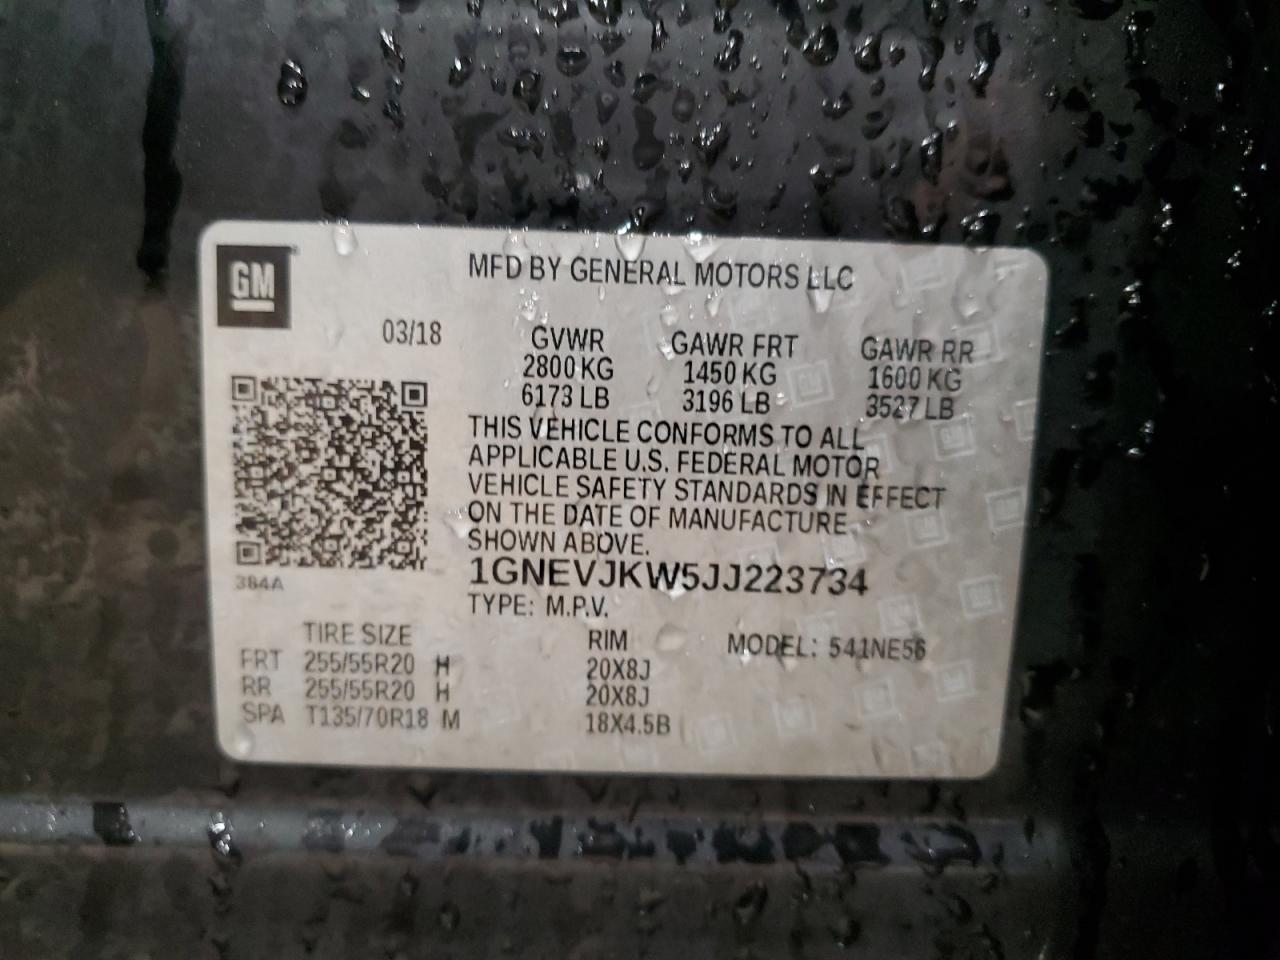 GM
MFD BY GENERAL MOTORS LLC
03/18
GVWR GAWR FRT GAWR RR
2800 KG 1450 KG 1600 KG
6173 LB 3196 LB 3527 LB
THIS VEHICLE CONFORMS TO ALL
APPLICABLE U.S. FEDERAL MOTOR
VEHICLE SAFETY STANDARDS IN EFFECT
ON THE DATE OF MANUFACTURE
SHOWN ABOVE.
384A
1GNEVJKW5JJ223734
TYPE: M.P.V.
TIRE SIZE RIM MODEL: 541NE56
FRT 255/55R20 H 20X8J
RR 255/55R20 H 20X8J
SPA T135/70R18 M 18X4.5B